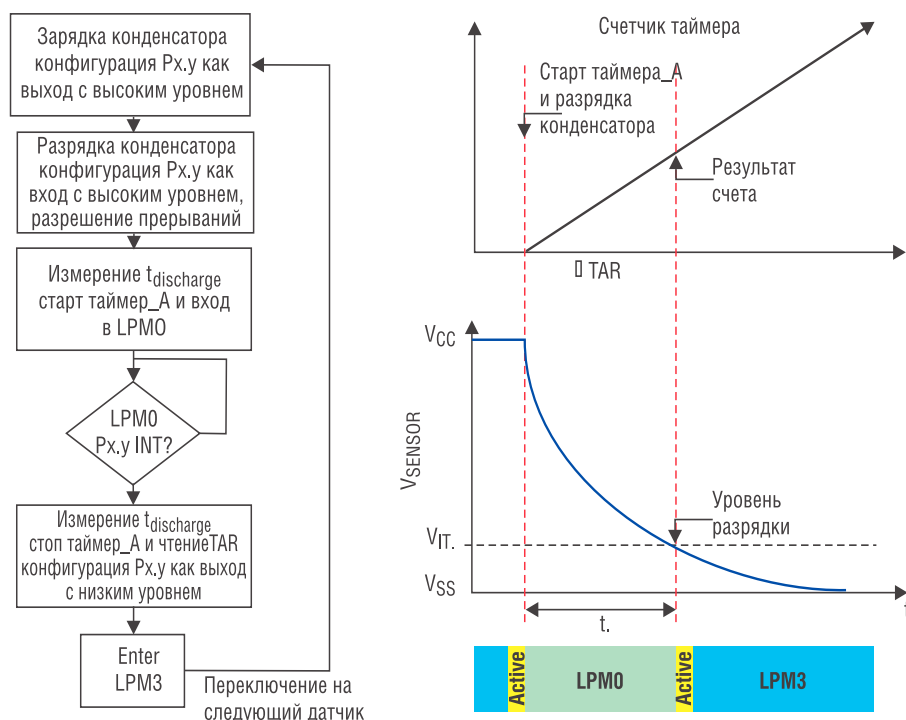 Зарядка конденсатора
конфигурация Px.y как
выход с высоким уровнем
Разрядка конденсатора
конфигурация Px.y как
вход с высоким уровнем,
разрешение прерываний
Измерение tdischarge
старт таймер_А и вход
в LPM0
LPM0
Px.y INT?
Измерение tdischarge
стоп таймер_А и чтениеTAR
конфигурация Px.y как выход
с низким уровнем
Enter
LPM3
Переключение на
следующий датчик
Счетчик таймера
Старт таймера_А
и разрядка
конденсатора
Результат
счета
▯ TAR
VCC
VSENSOR
Уровень
разрядки
VIT.
VSS
t.
t
Active
LPM0
Active
LPM3